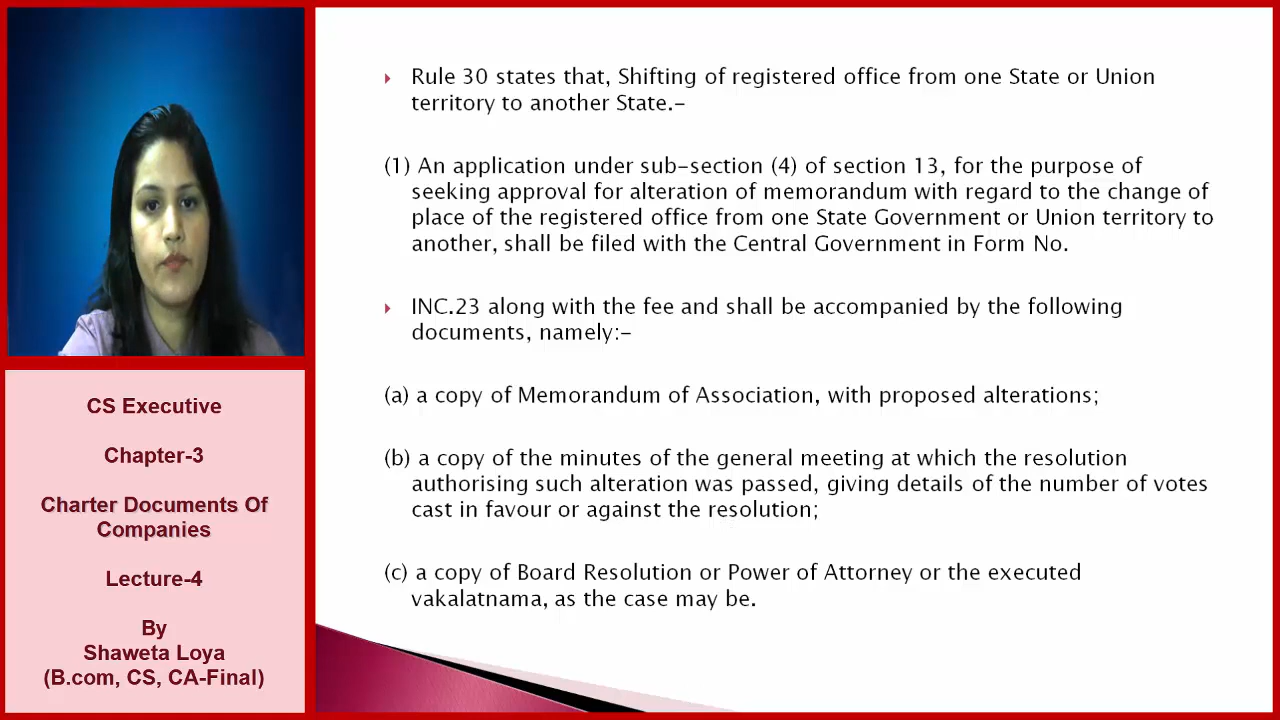 Rule 30 states that, Shifting of registered office from one State or Union
territory to another State.-
(1) An application under sub-section (4) of section 13, for the purpose of
seeking approval for alteration of memorandum with regard to the change of
place of the registered office from one State Government or Union territory to
another, shall be filed with the Central Government in Form No.
INC.23 along with the fee and shall be accompanied by the following
documents, namely:-
(a) a copy of Memorandum of Association, with proposed alterations;
(b) a copy of the minutes of the general meeting at which the resolution
authorising such alteration was passed, giving details of the number of votes
cast in favour or against the resolution;
(c) a copy of Board Resolution or Power of Attorney or the executed
vakalatnama, as the case may be.
CS Executive
Chapter-3
Charter Documents Of
Companies
Lecture-4
By
Shaweta Loya
(B.com, CS, CA-Final)